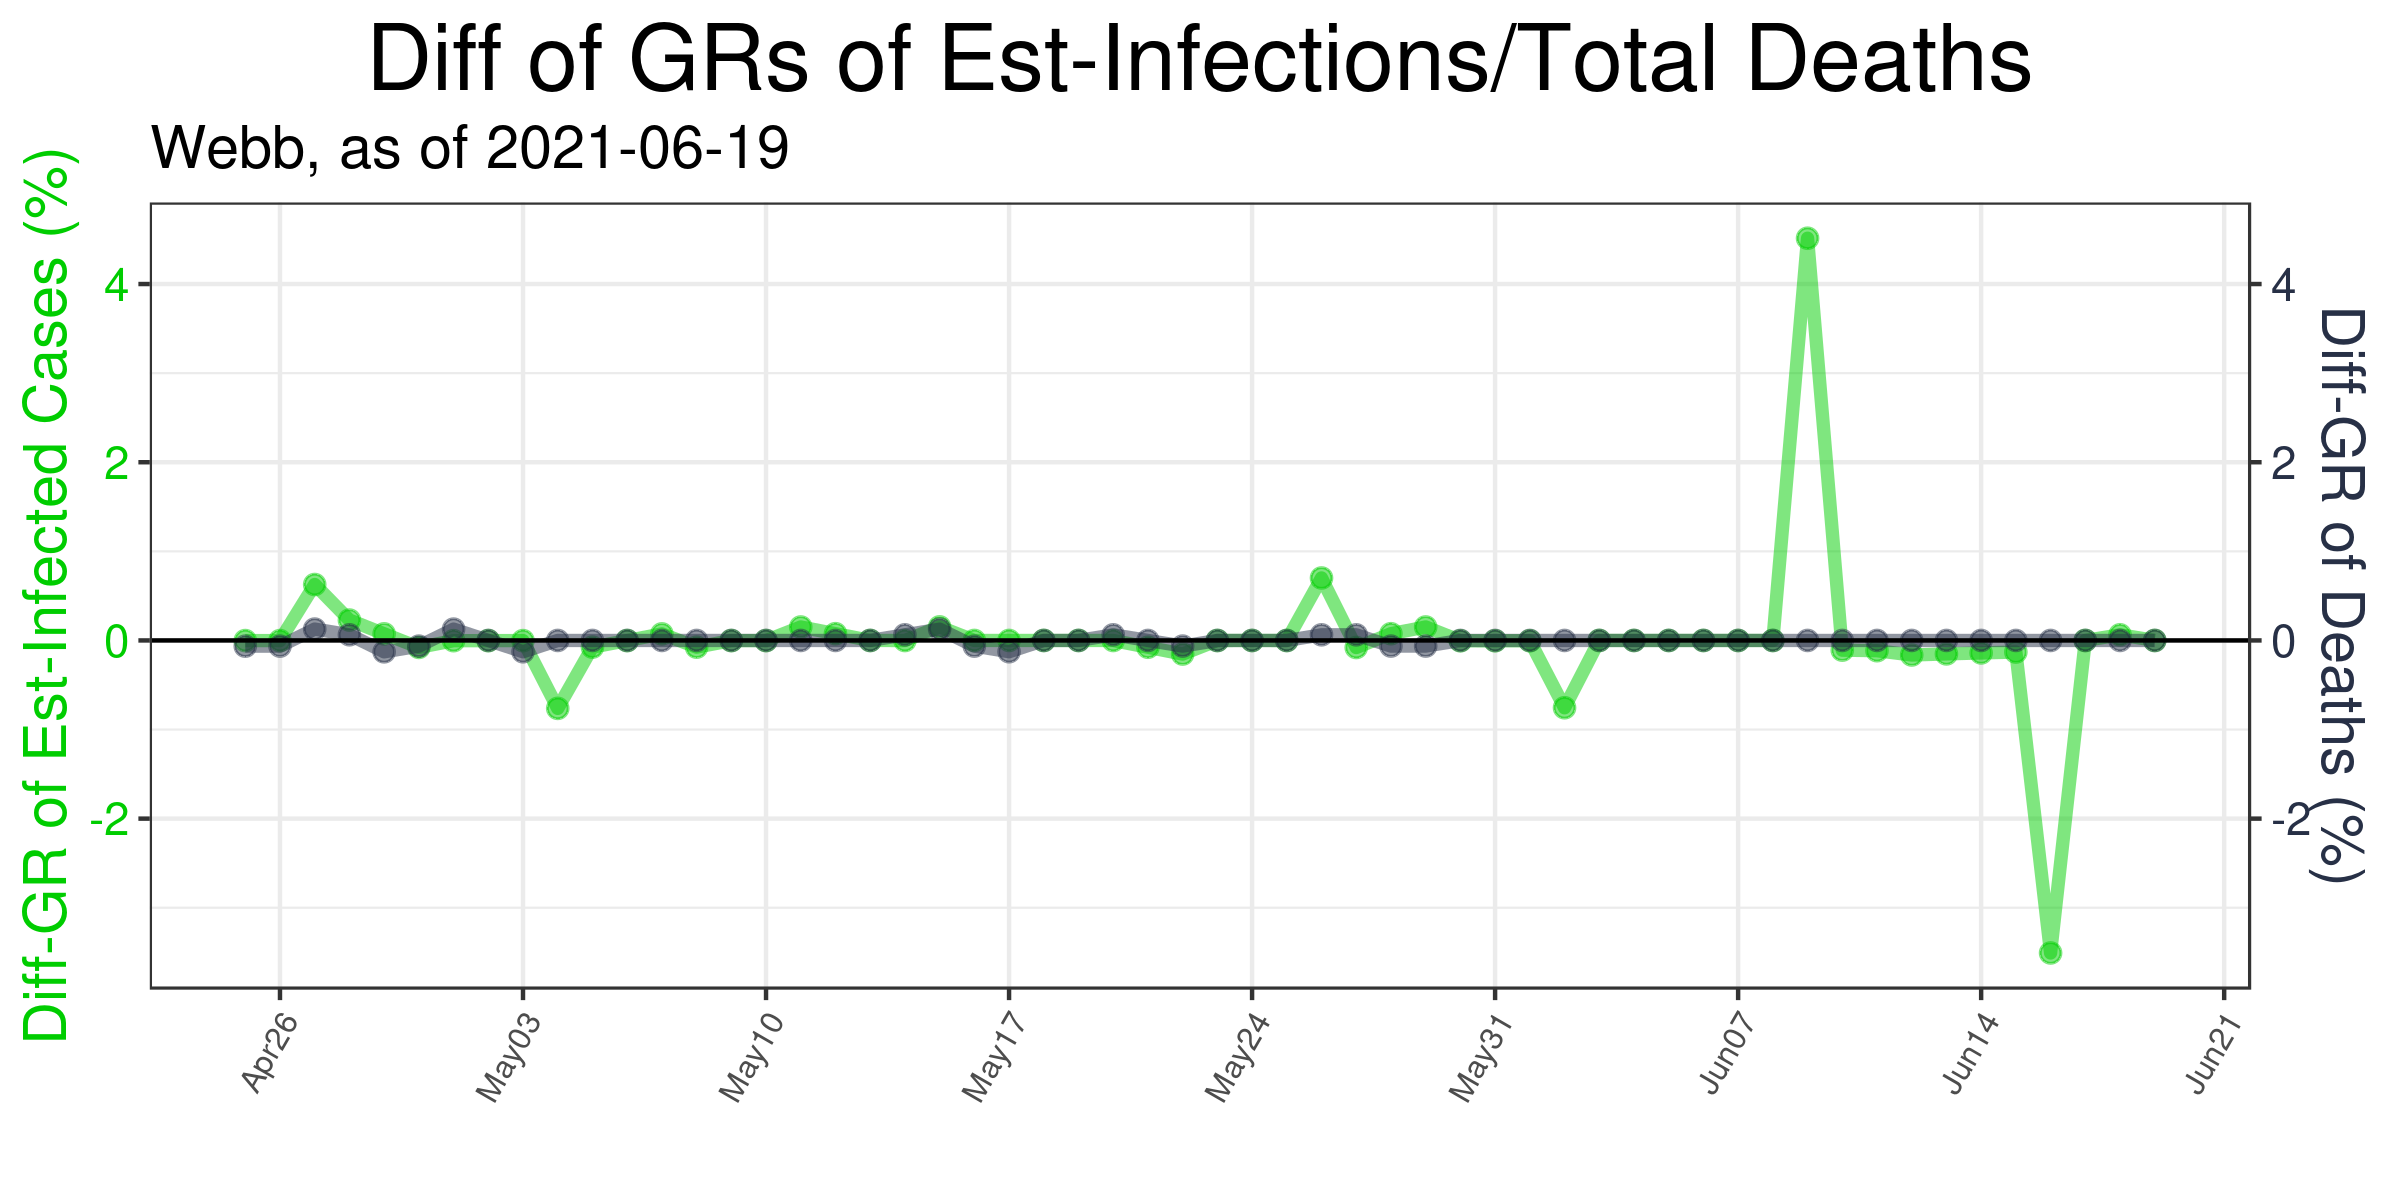 Diff of GRs of Est-Infections/Total Deaths
Webb, as of 2021-06-19
Diff-GR of Est-Infected Cases (%)
4
2
0
-2
4
2
0
-2
Diff-GR of Deaths (%)
Apr26
May03
May10
May17
May24
May31
Jun07
Jun14
Jun21